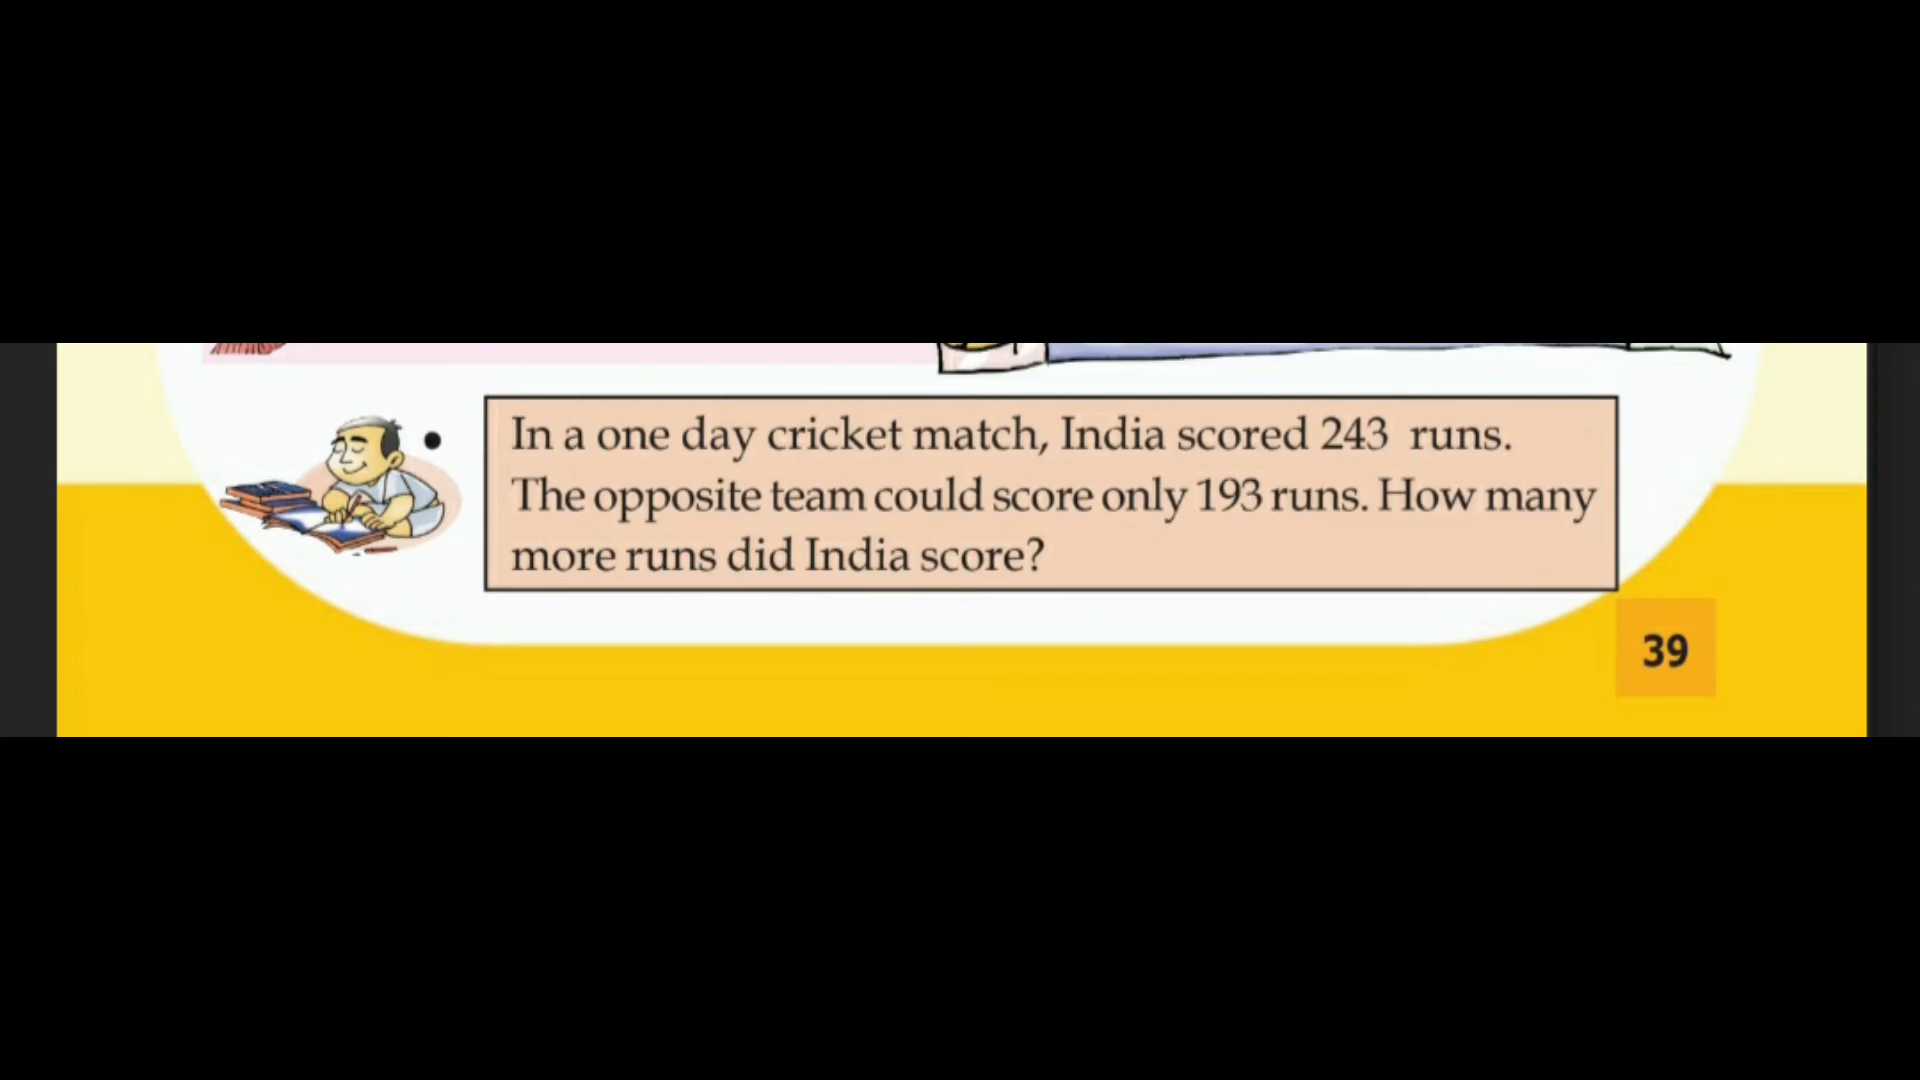 • In a one day cricket match, India scored 243 runs.
The opposite team could score only 193 runs. How many
more runs did India score?
39